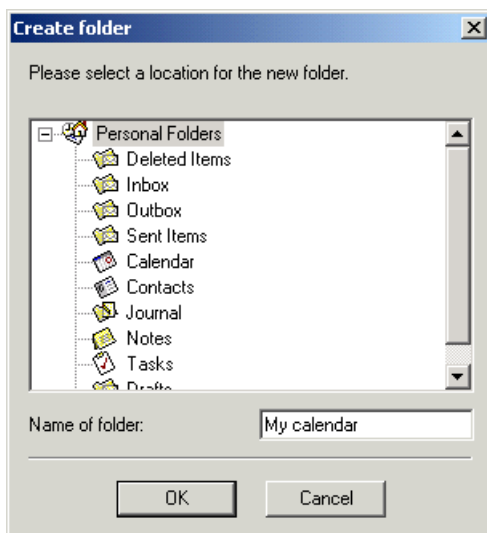 Create folder
Please select a location for the new folder.
Personal Folders
Deleted Items
Inbox
Outbox
Sent Items
Calendar
Contacts
Journal
Notes
Tasks
Drafts
Name of folder: My calendar
OK Cancel